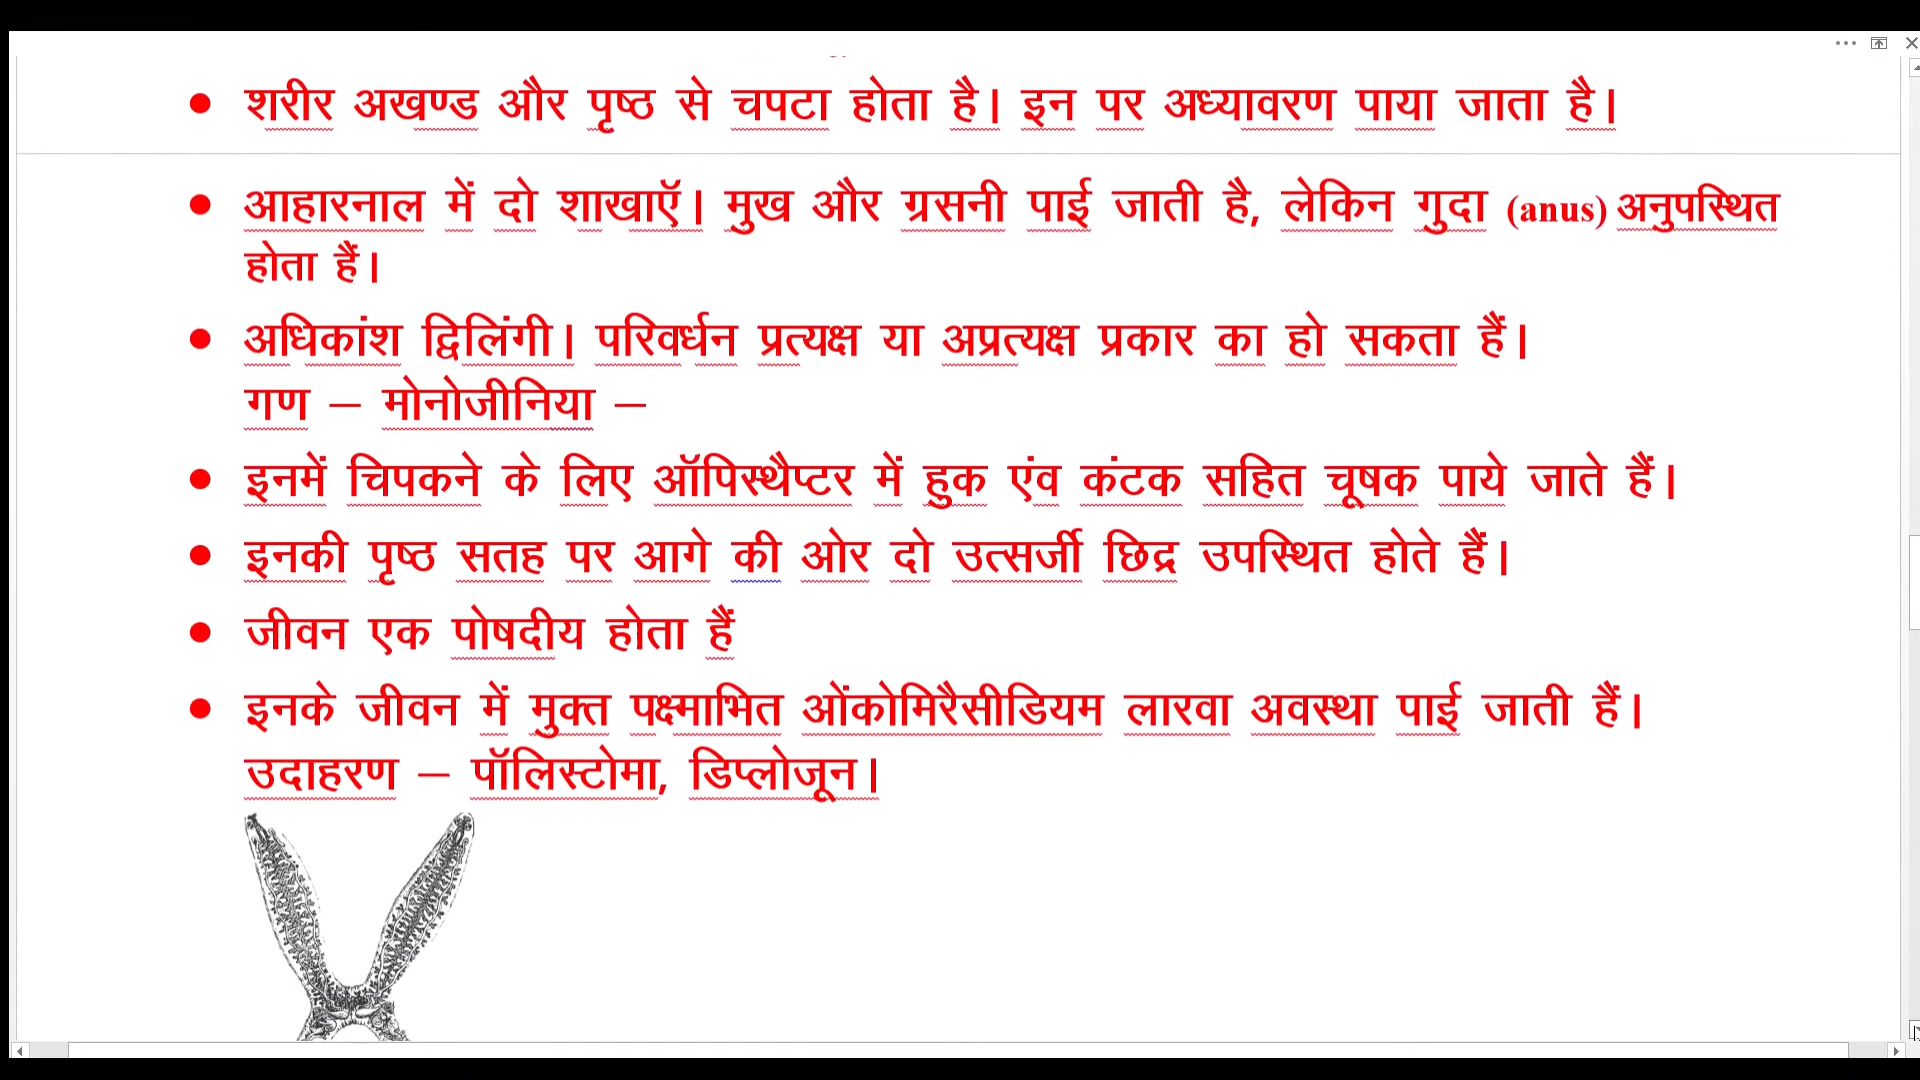 शरीर अखण्ड और पृष्ठ से चपटा होता है। इन पर अध्यावरण पाया जाता है।
आहारनाल में दो शाखाऍ। मुख और ग्रसनी पाई जाती है, लेकिन गुदा (anus) अनुपस्थित
होता हैं।
अधिकांश द्विलिंगी। परिवर्धन प्रत्यक्ष या अप्रत्यक्ष प्रकार का हो सकता हैं।
गण – मोनोजीनिया –
इनमें चिपकने के लिए ऑपिस्थैप्टर में हुक एंव कंटक सहित चूषक पाये जाते हैं।
इनकी पृष्ठ सतह पर आगे की ओर दो उत्सर्जी छिद्र उपस्थित होते हैं।
जीवन एक पोषदीय होता हैं
इनके जीवन में मुक्त पक्ष्माभित ओंकोमिरैसीडियम लारवा अवस्था पाई जाती हैं।
उदाहरण – पॉलिस्टोमा, डिप्लोजून।